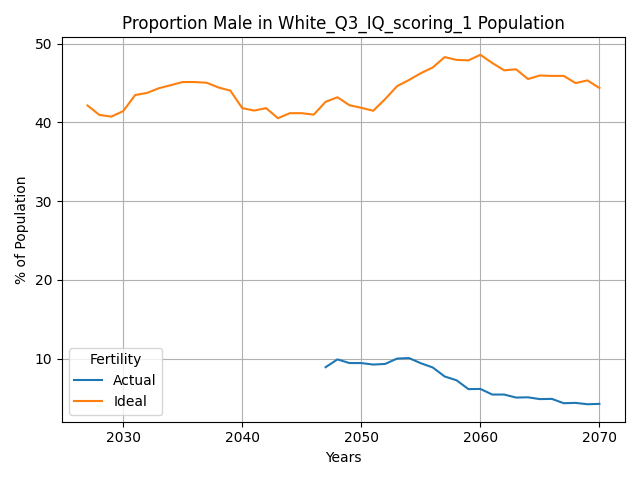 Proportion Male in White_Q3_IQ_scoring_1 Population
50
40
30
20
10
% of Population
Fertility
Actual
Ideal
2030 2040 2050 2060 2070
Years